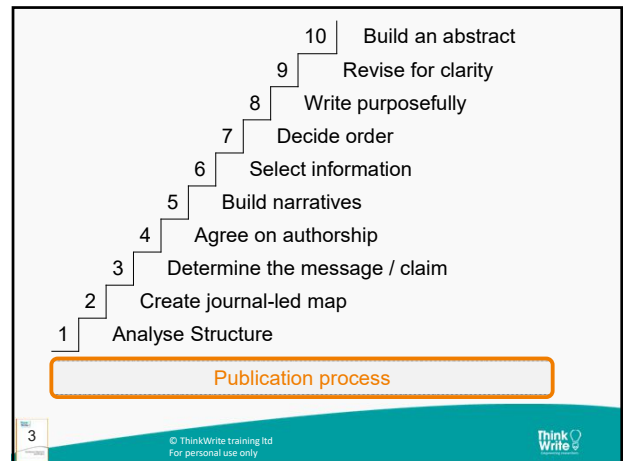 10 Build an abstract
9 Revise for clarity
8 Write purposefully
7 Decide order
6 Select information
5 Build narratives
4 Agree on authorship
3 Determine the message / claim
2 Create journal-led map
1 Analyse Structure
Publication process
3
© ThinkWrite training ltd
For personal use only
Think
Write